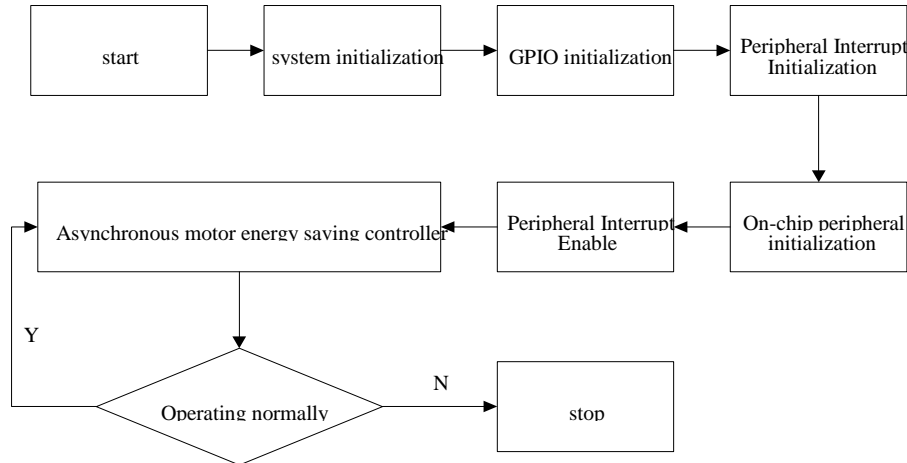 start
system initialization
GPIO initialization
Peripheral Interrupt
Initialization
Asynchronous motor energy saving controller
Peripheral Interrupt
Enable
On-chip peripheral
initialization
Y
N
Operating normally
stop